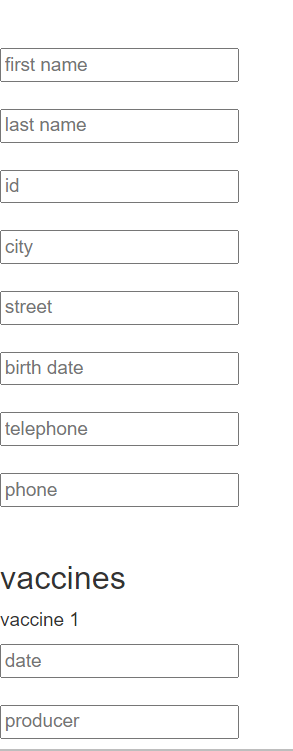 first name
last name
id
city
street
birth date
telephone
phone
vaccines
vaccine 1
date
producer